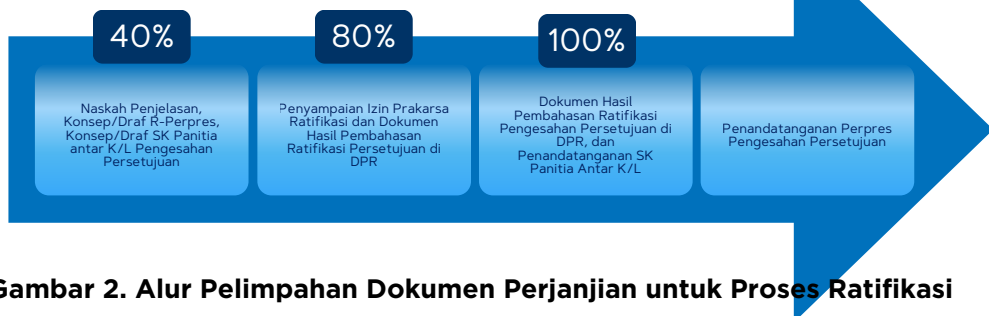 40%
80%
100%
Naskah Penjelasan,
Konsep/Draf R-Perpres,
Konsep/Draf SK Panitia
antar K/L Pengesahan
Persetujuan
Penyampaian Izin Prakarsa
Ratifikasi dan Dokumen
Hasil Pembahasan
Ratifikasi Persetujuan di
DPR
Dokumen Hasil
Pembahasan Ratifikasi
Pengesahan Persetujuan di
DPR, dan
Penandatanganan SK
Panitia Antar K/L
Penandatanganan Perpres
Pengesahan Persetujuan
Gambar 2. Alur Pelimpahan Dokumen Perjanjian untuk Proses Ratifikasi